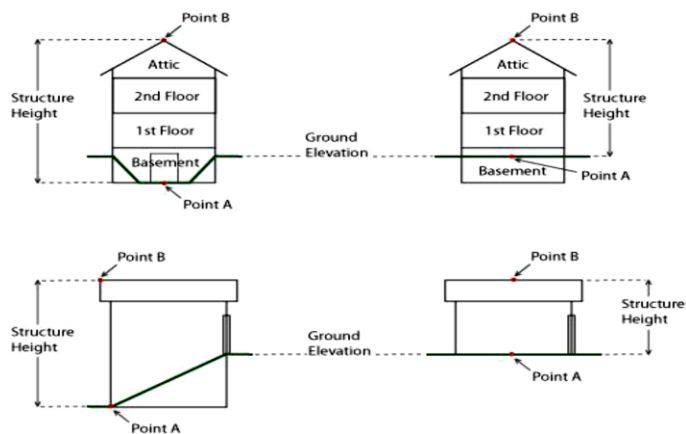 Point B
Attic
2nd Floor
1st Floor
Basement
Structure
Height
Point A
Ground
Elevation
Point B
Attic
2nd Floor
1st Floor
Basement
Structure
Height
Point A
Point B
Structure
Height
Point A
Ground
Elevation
Point B
Structure
Height
Point A